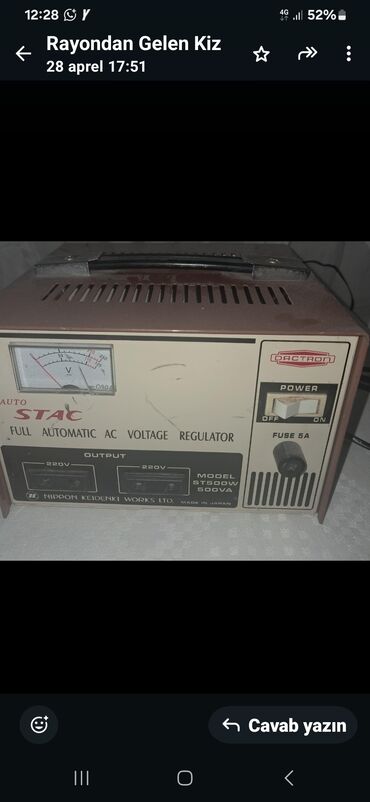 12:28
4G
52%
Rayondan Gelen Kiz
28 aprel 17:51
DACTRON
V
POWER
OFF ON
AUTO
STAC
FULL AUTOMATIC AC VOLTAGE REGULATOR
FUSE 5A
OUTPUT
220V 220V
MODEL
ST500W
500VA
NIPPON KEIDENKI WORKS LTD. MADE IN JAPAN
Cavab yazın